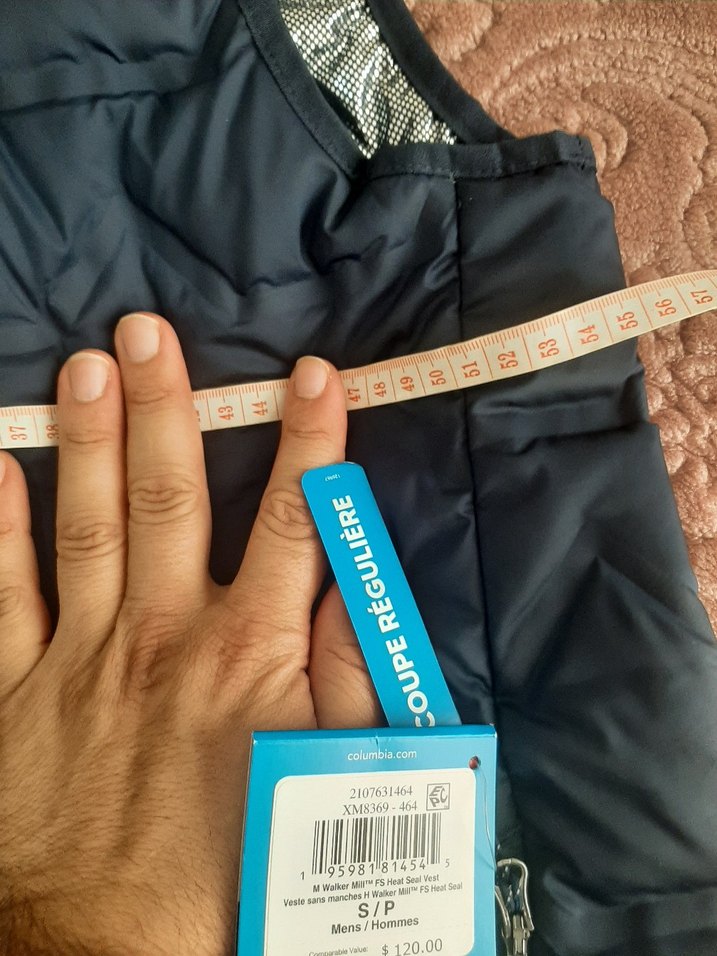 37 38 43 44 47 48 49 50 51 52 53 54 55 56 57
COUPE RÉGULIÈRE
columbia.com
2107631464
XM8369 - 464
1 95981 81454 5
M Walker Mill™ FS Heat Seal Vest
Veste sans manches H Walker Mill™ FS Heat Seal
S / P
Mens / Hommes
Comparable Value: $ 120.00